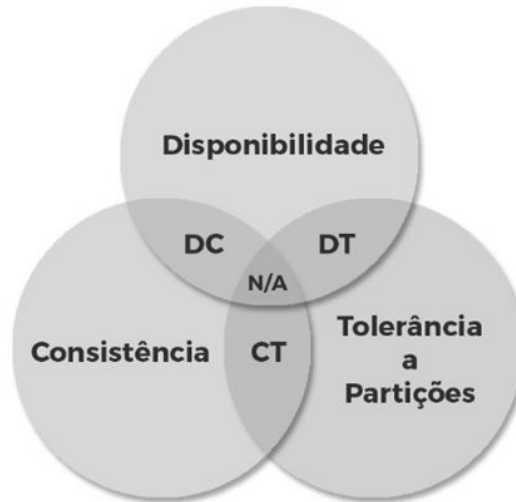 Disponibilidade
DC
DT
N/A
Consistência
CT
Tolerância
a
Partições